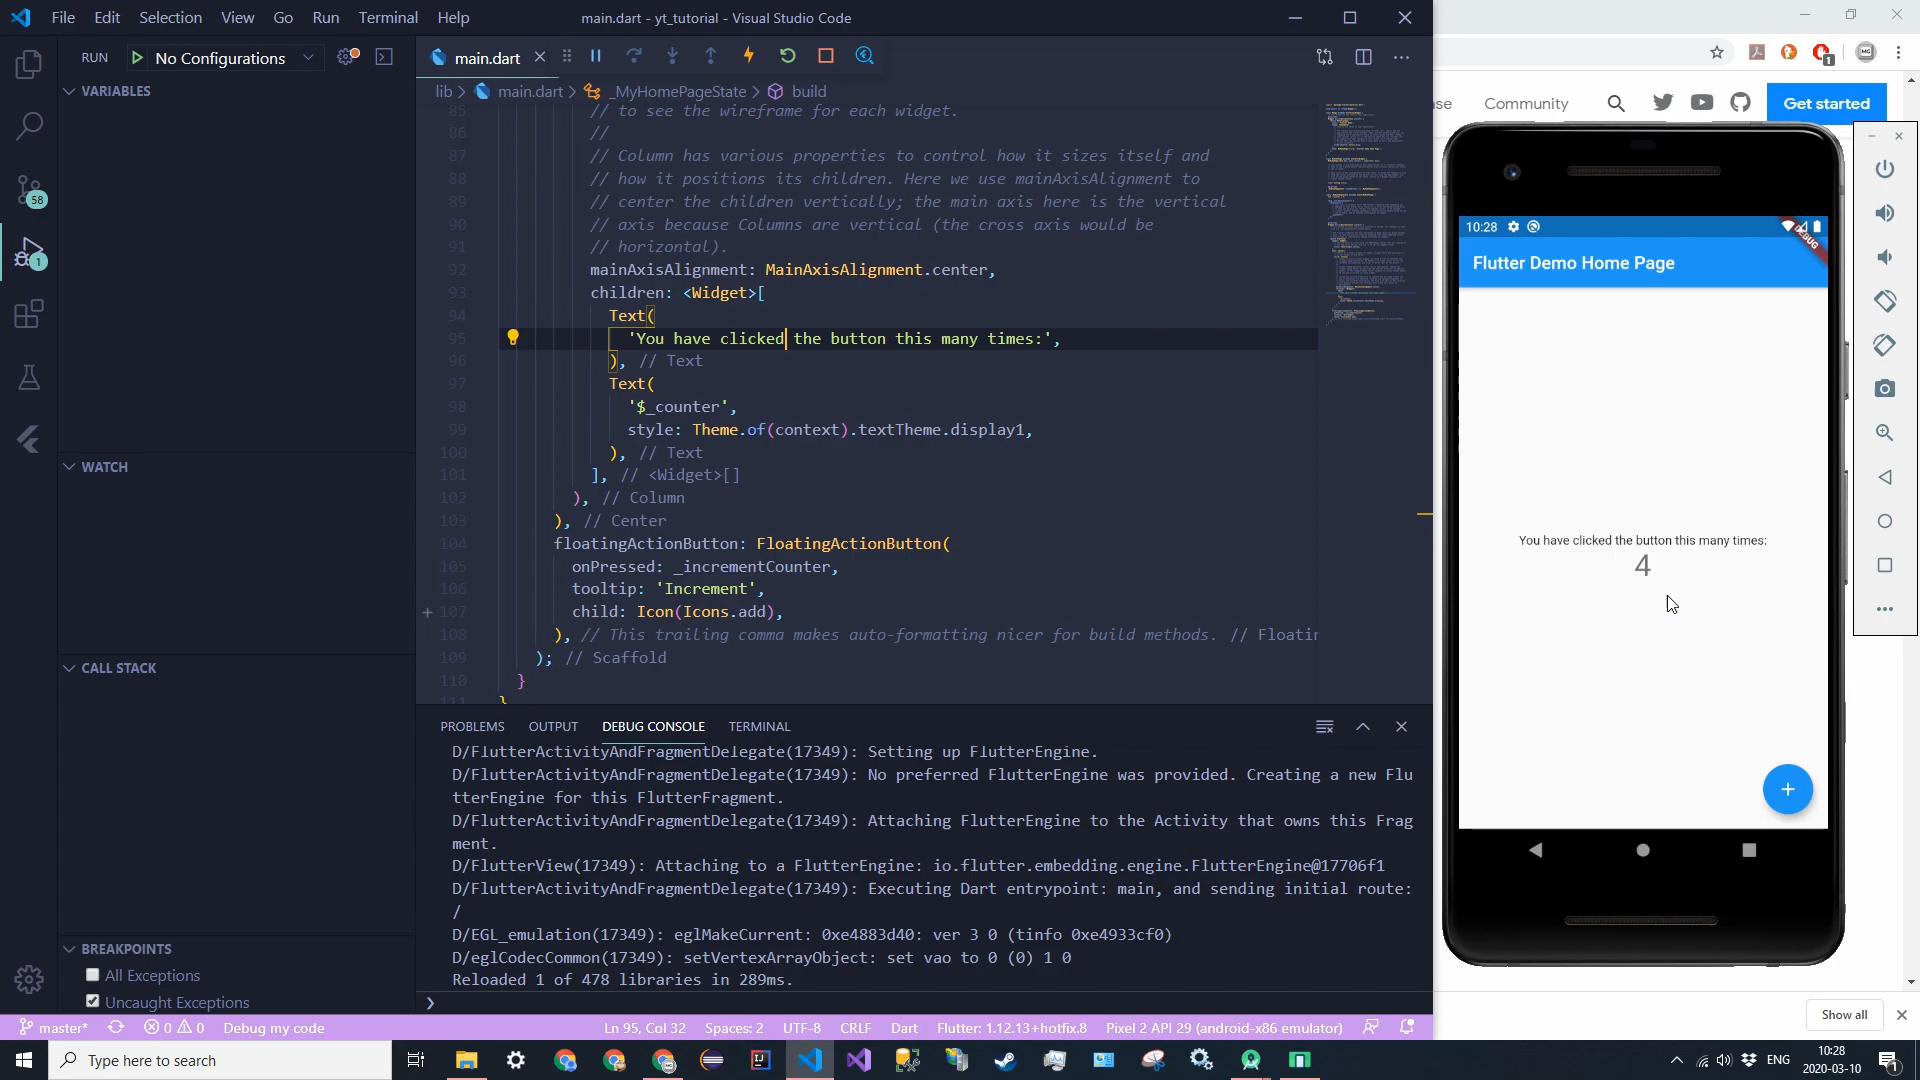 File Edit Selection View Go Run Terminal Help
main.dart - yt_tutorial - Visual Studio Code
RUN No Configurations
VARIABLES
58
1
WATCH
CALL STACK
BREAKPOINTS
All Exceptions
Uncaught Exceptions
main.dart
lib > main.dart > _MyHomePageState > build
85 // to see the wireframe for each widget.
86 //
87 // Column has various properties to control how it sizes itself and
88 // how it positions its children. Here we use mainAxisAlignment to
89 // center the children vertically; the main axis here is the vertical
90 // axis because Columns are vertical (the cross axis would be
91 // horizontal).
92 mainAxisAlignment: MainAxisAlignment.center,
93 children: <Widget>[
94 Text(
95 'You have clicked the button this many times:',
96 ), // Text
97 Text(
98 '$_counter',
99 style: Theme.of(context).textTheme.display1,
100 ), // Text
101 ], // <Widget>[]
102 ), // Column
103 ), // Center
104 floatingActionButton: FloatingActionButton(
105 onPressed: _incrementCounter,
106 tooltip: 'Increment',
107 child: Icon(Icons.add),
108 ), // This trailing comma makes auto-formatting nicer for build methods. // Floatin
109 ); // Scaffold
110 }
111 }
PROBLEMS OUTPUT DEBUG CONSOLE TERMINAL
D/FlutterActivityAndFragmentDelegate(17349): Setting up FlutterEngine.
D/FlutterActivityAndFragmentDelegate(17349): No preferred FlutterEngine was provided. Creating a new Flu
tterEngine for this FlutterFragment.
D/FlutterActivityAndFragmentDelegate(17349): Attaching FlutterEngine to the Activity that owns this Frag
ment.
D/FlutterView(17349): Attaching to a FlutterEngine: io.flutter.embedding.engine.FlutterEngine@17706f1
D/FlutterActivityAndFragmentDelegate(17349): Executing Dart entrypoint: main, and sending initial route:
/
D/EGL_emulation(17349): eglMakeCurrent: 0xe4883d40: ver 3 0 (tinfo 0xe4933cf0)
D/eglCodecCommon(17349): setVertexArrayObject: set vao to 0 (0) 1 0
Reloaded 1 of 478 libraries in 289ms.
master* 0 0 Debug my code Ln 95, Col 32 Spaces: 2 UTF-8 CRLF Dart Flutter: 1.12.13+hotfix.8 Pixel 2 API 29 (android-x86 emulator)
1
ase Community Get started
10:28 DEBUG
Flutter Demo Home Page
You have clicked the button this many times:
4
+
Show all
Type here to search
ENG
10:28
2020-03-10
1